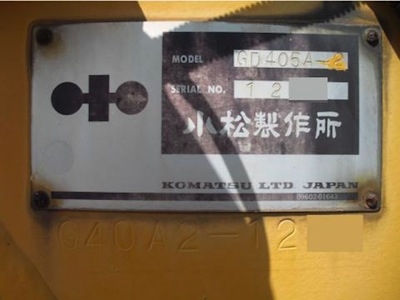 MODEL GD405A-2
SERIAL NO. 12
小松製作所
KOMATSU LTD. JAPAN
G40A2-12